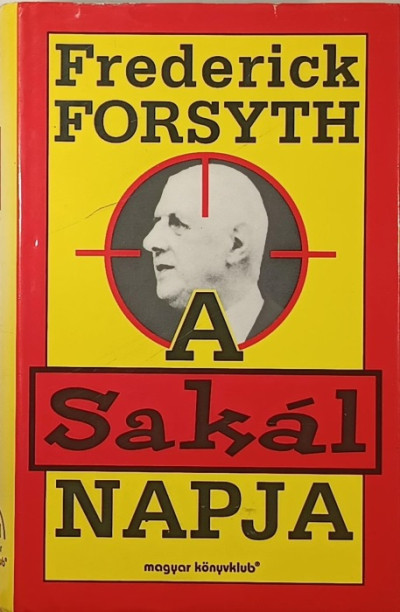 Frederick
FORSYTH
A
Sakál
NAPJA
magyar könyvklub®